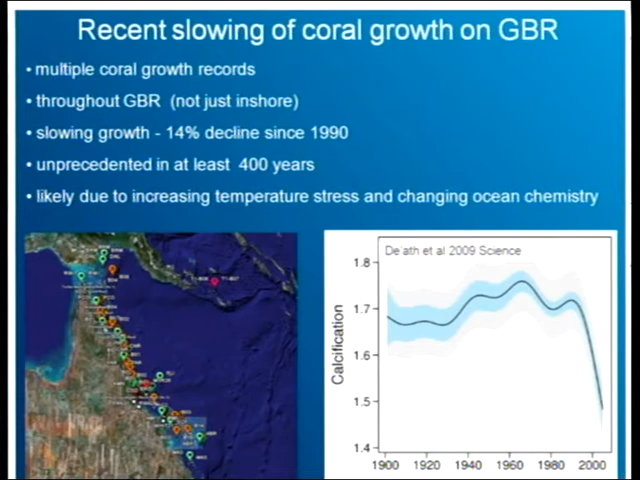 Recent slowing of coral growth on GBR
• multiple coral growth records
• throughout GBR (not just inshore)
• slowing growth - 14% decline since 1990
• unprecedented in at least 400 years
• likely due to increasing temperature stress and changing ocean chemistry
De'ath et al 2009 Science
Calcification
1.8
1.7
1.6
1.5
1.4
1900 1920 1940 1960 1980 2000